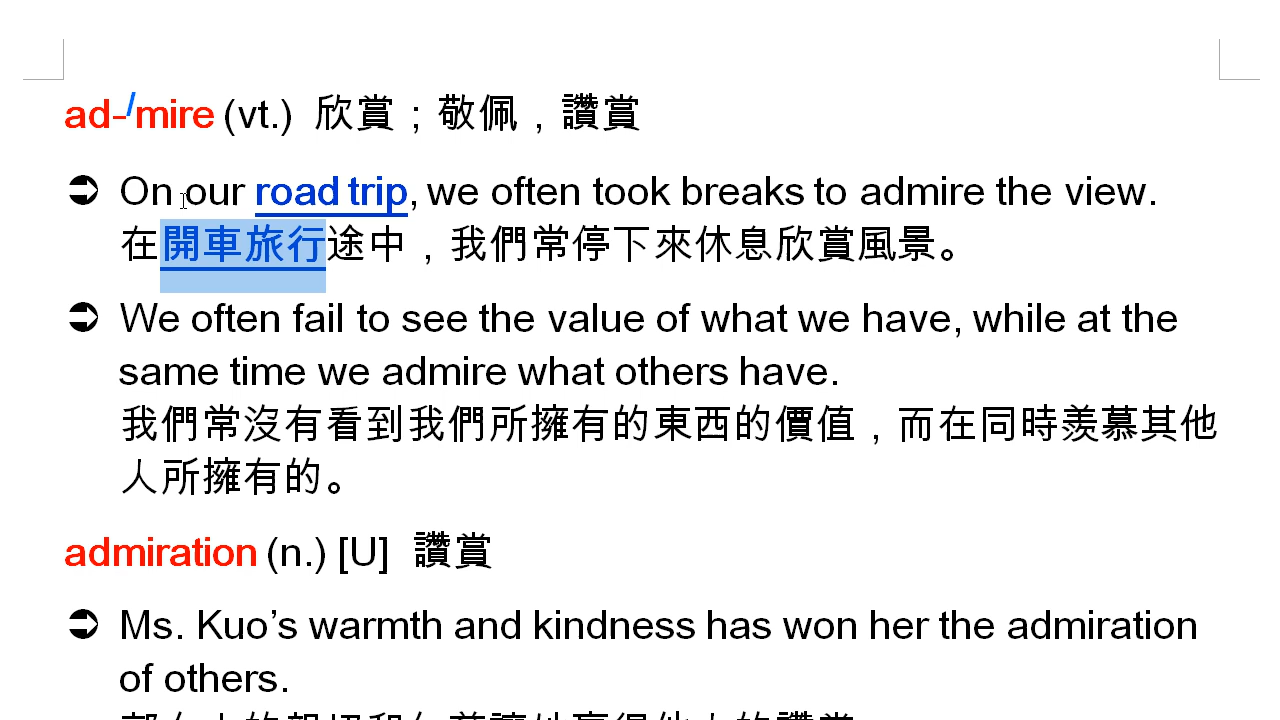 ad-/mire (vt.) 欣賞；敬佩，讚賞
➲ On our road trip, we often took breaks to admire the view.
在開車旅行途中，我們常停下來休息欣賞風景。
➲ We often fail to see the value of what we have, while at the
same time we admire what others have.
我們常沒有看到我們所擁有的東西的價值，而在同時羨慕其他
人所擁有的。
admiration (n.) [U] 讚賞
➲ Ms. Kuo’s warmth and kindness has won her the admiration
of others.